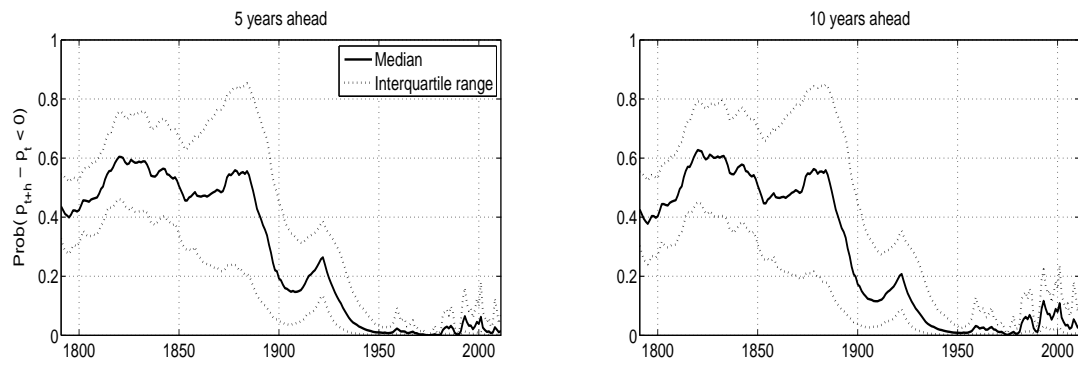 5 years ahead
Prob( p_{t+h} − p_t < 0)
1
0.8
0.6
0.4
0.2
0
Median
Interquartile range
1800 1850 1900 1950 2000
10 years ahead
1
0.8
0.6
0.4
0.2
0
1800 1850 1900 1950 2000